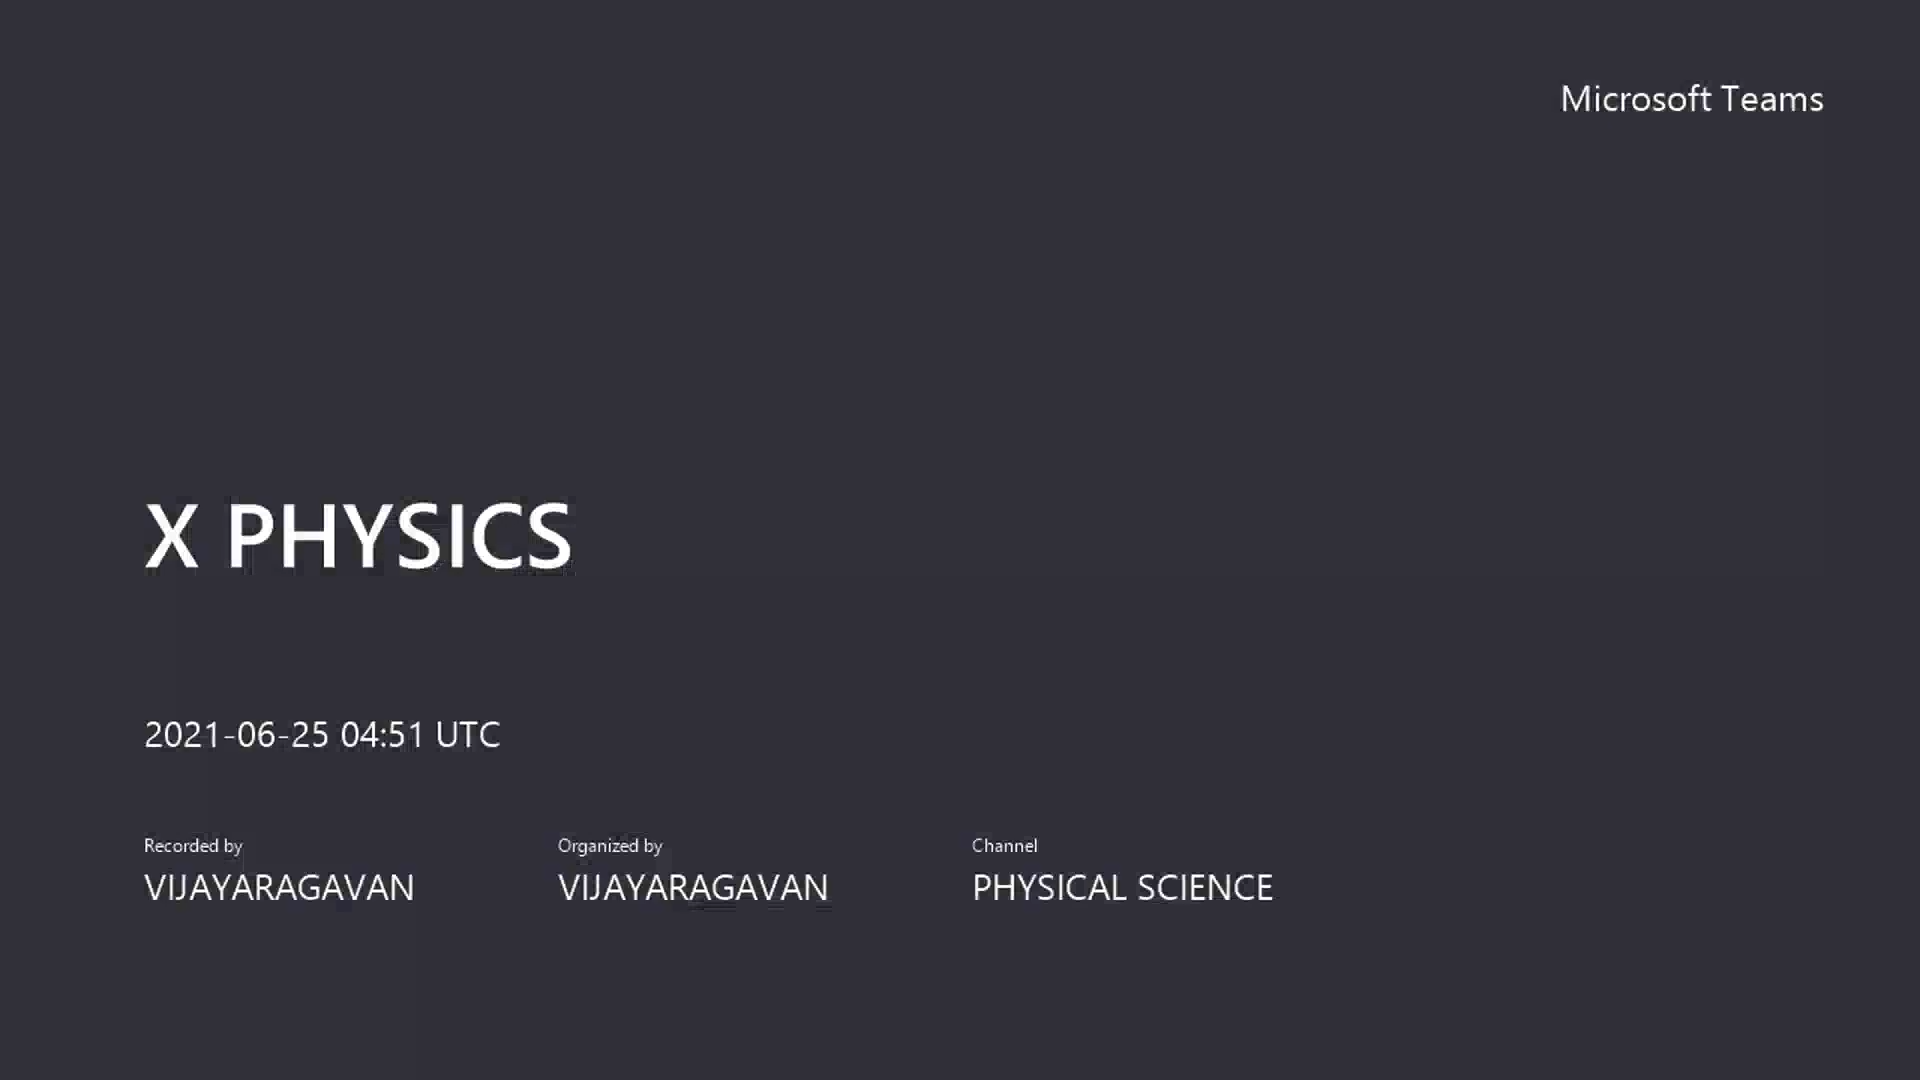 Microsoft Teams
X PHYSICS
2021-06-25 04:51 UTC
Recorded by
VIJAYARAGAVAN
Organized by
VIJAYARAGAVAN
Channel
PHYSICAL SCIENCE